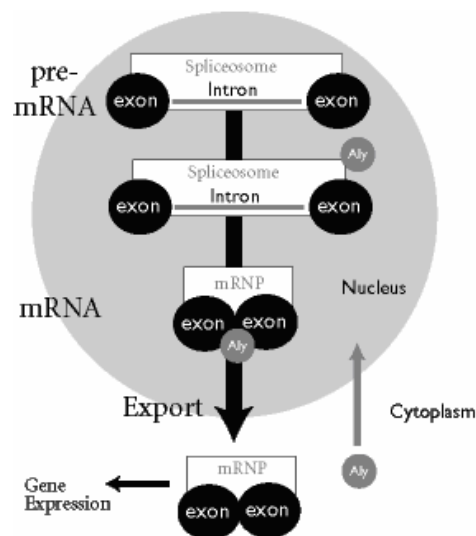 pre-
mRNA
Spliceosome
Intron
exon
exon
Aly
Spliceosome
Intron
exon
exon
mRNA
mRNP
exon
exon
Aly
Nucleus
Export
Cytoplasm
mRNP
exon
exon
Aly
Gene
Expression